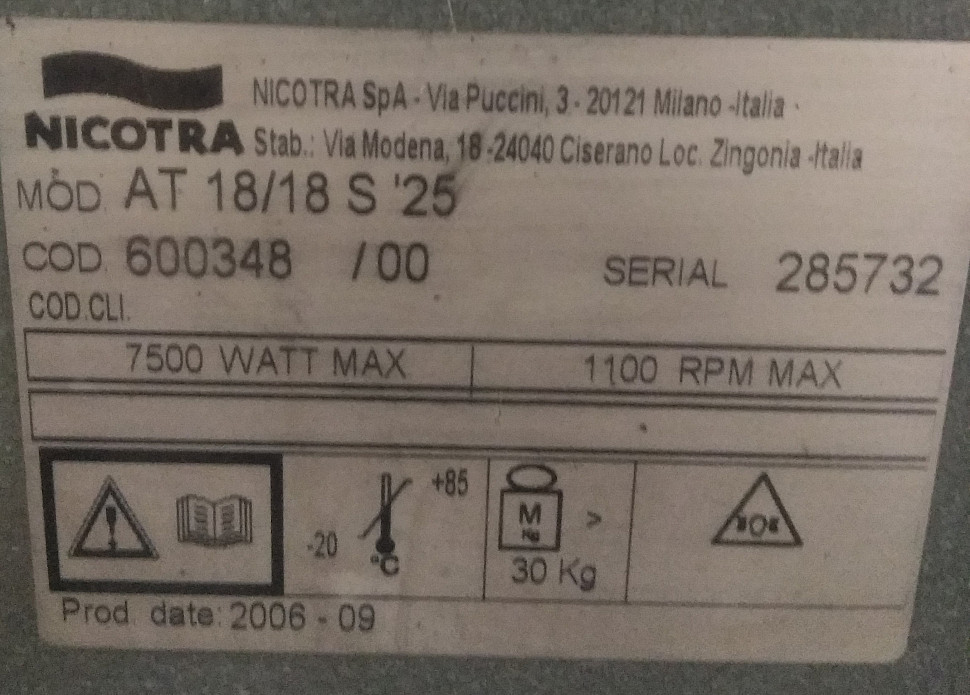 NICOTRA SpA - Via Puccini, 3 - 20121 Milano -Italia
NICOTRA Stab.: Via Modena, 18 -24040 Ciserano Loc. Zingonia -Italia
MOD. AT 18/18 S '25
COD. 600348 /00 SERIAL 285732
COD.CLI.
7500 WATT MAX 1100 RPM MAX
+85
-20
°C
M
Kg
>
30 Kg
Prod date: 2006 - 09